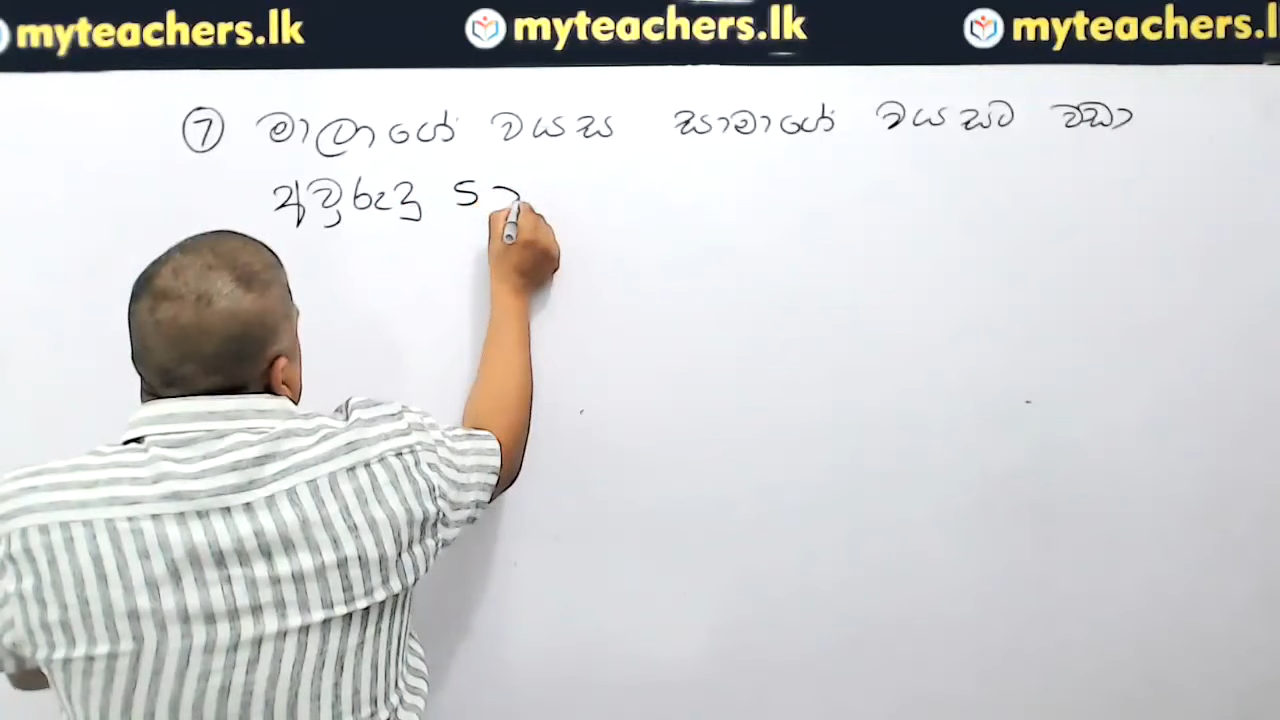 myteachers.lk myteachers.lk myteachers.lk
7 මාලාගේ වයස සාමාගේ වයසට වඩා
අවුරුදු 5